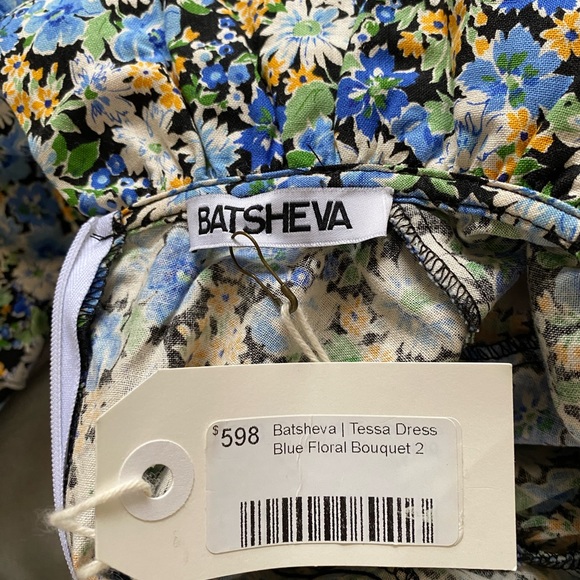 BATSHEVA
$598 Batsheva | Tessa Dress
Blue Floral Bouquet 2